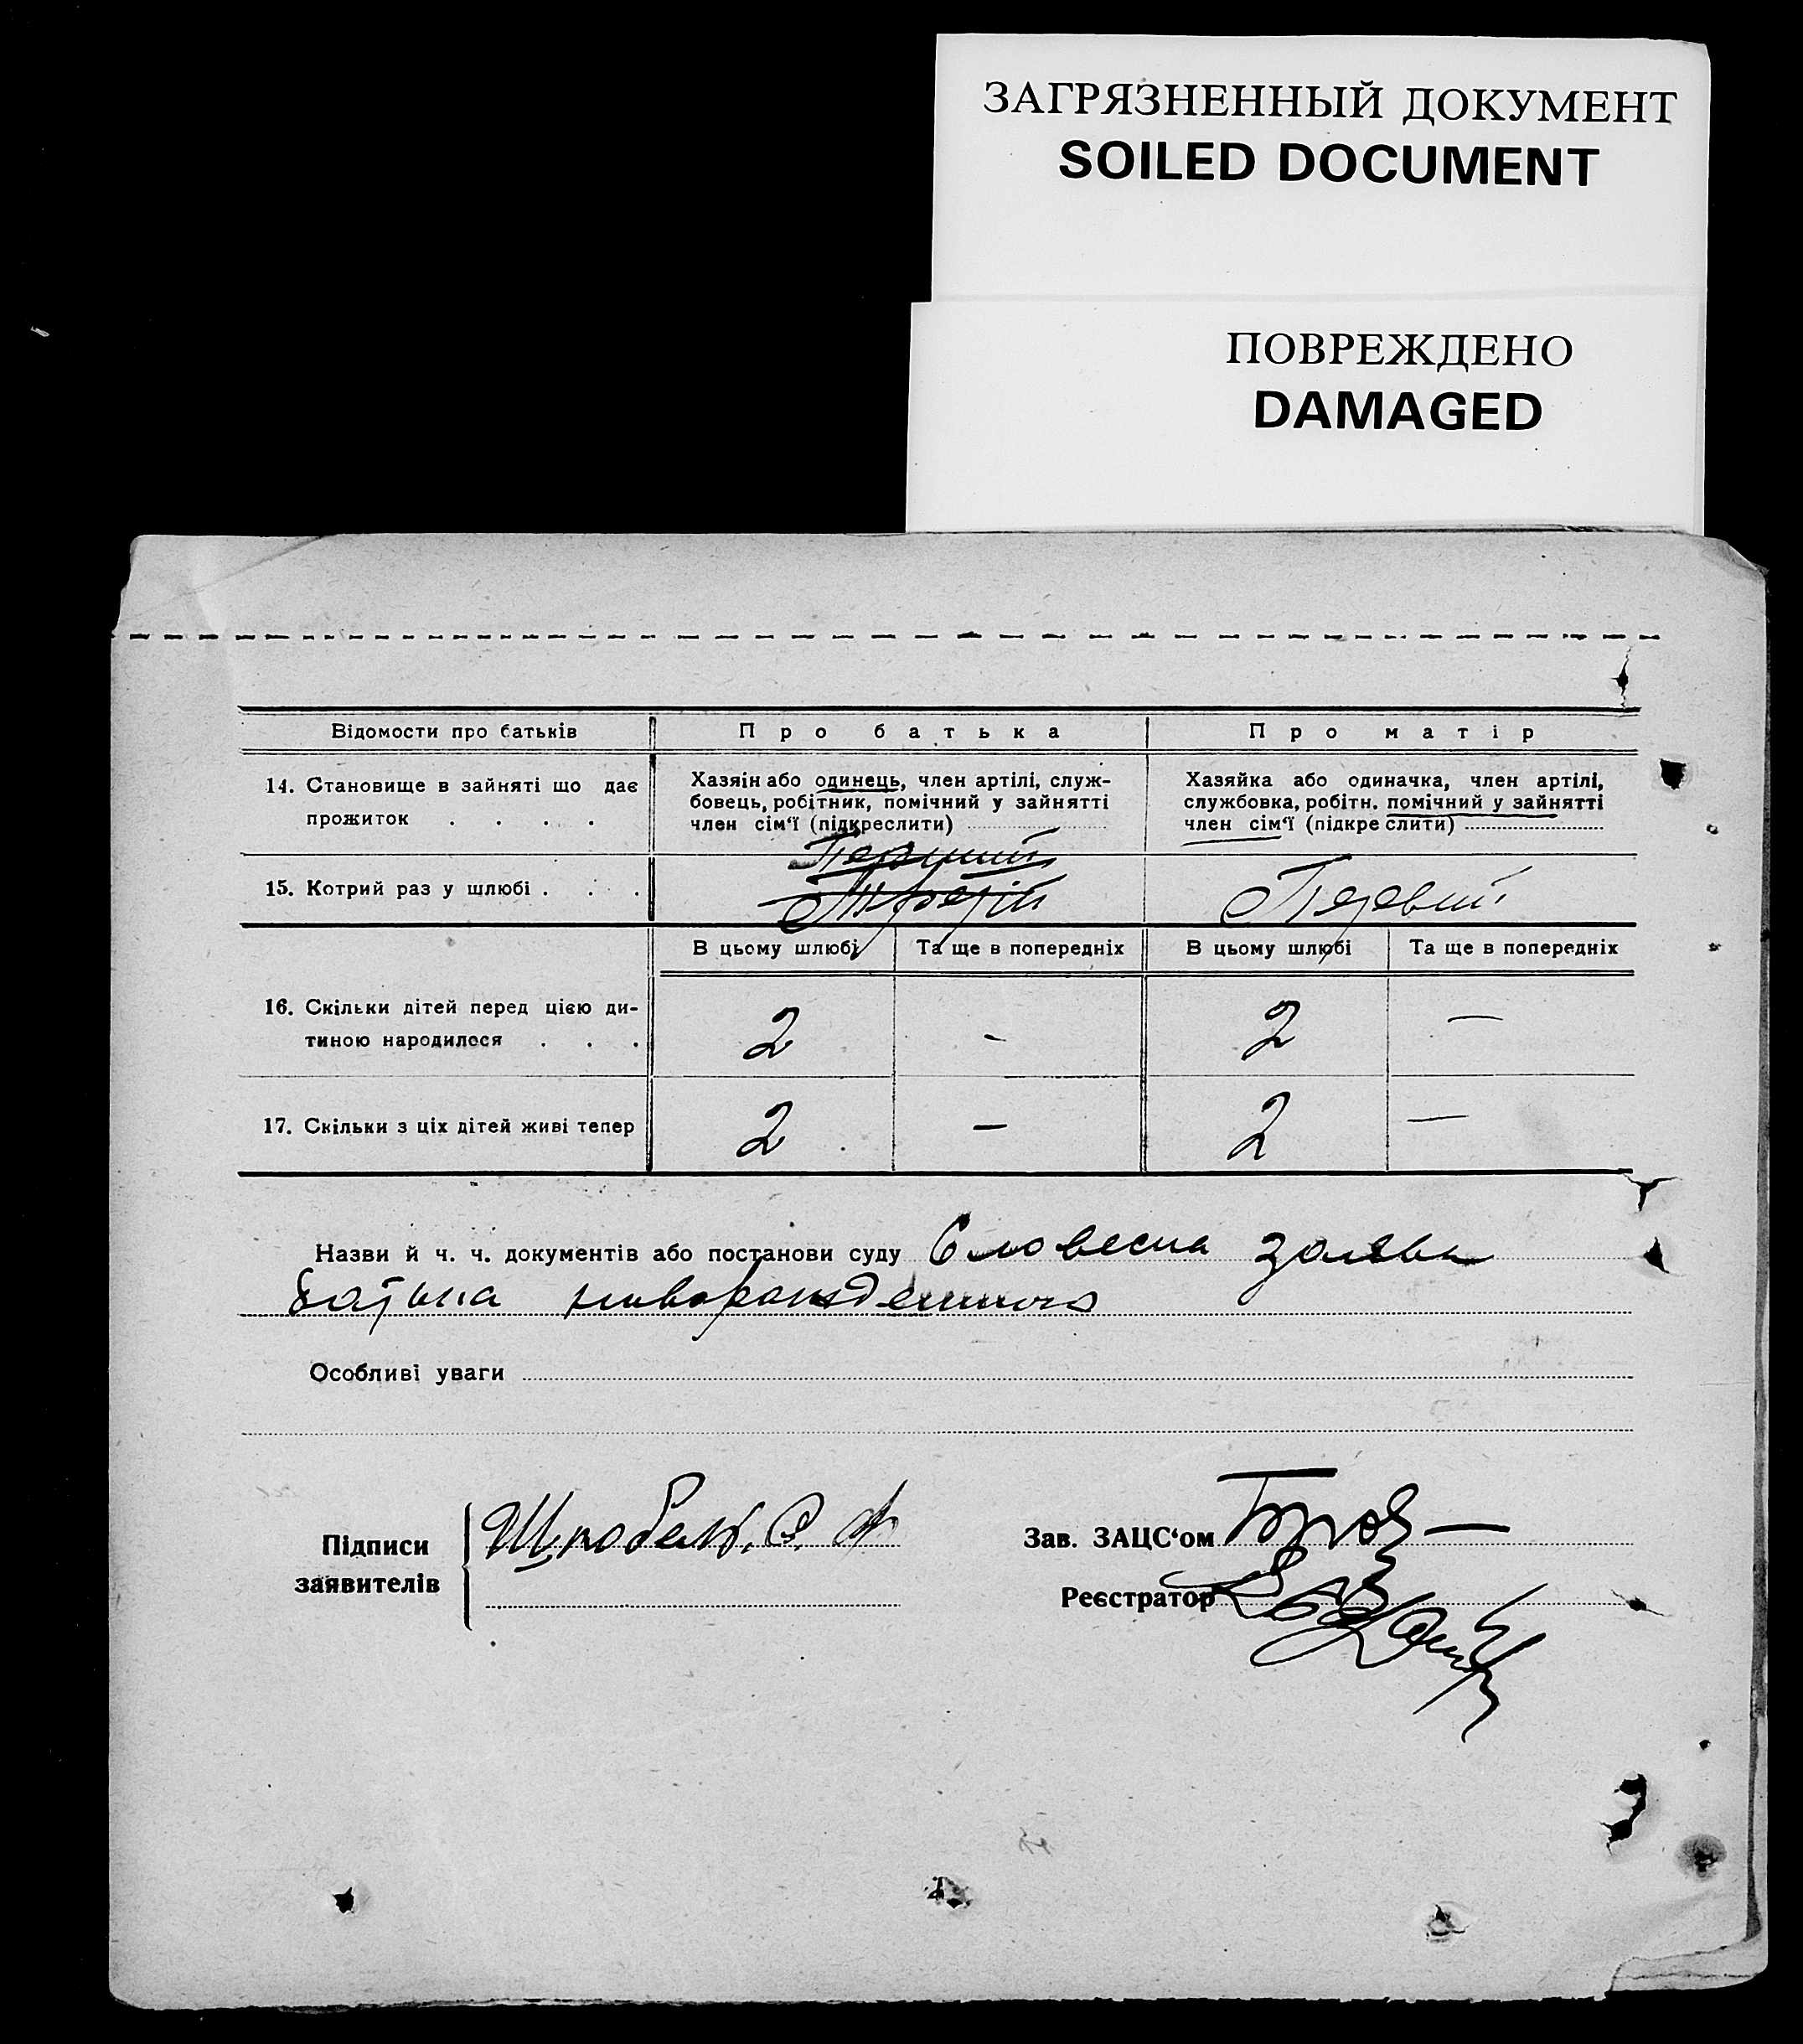 ЗАГРЯЗНЕННЫЙ ДОКУМЕНТ
SOILED DOCUMENT
ПОВРЕЖДЕНО
DAMAGED
Відомости про батьків
Про батька
Про матір
14. Становище в зайняті що дає
прожиток . . . .
Хазяін або одинець, член артілі, служ-
бовець, робітник, помічний у зайнятті
член сім‘ї (підкреслити)
Хазяйка або одиначка, член артілі,
службовка, робітн. помічний у зайнятті
член сім‘ї (підкреслити)
15. Котрий раз у шлюбі . . .
Первий
В цьому шлюбі
Та ще в попередніх
В цьому шлюбі
Та ще в попередніх
16. Скільки дітей перед цією ди-
тиною народилося . . .
2 - 2 —
17. Скільки з ціх дітей живі тепер
2 — 2 —
Назви й ч. ч. документів або постанови суду Словесна заява
батька
Особливі уваги
Підписи
заявителів
Зав. ЗАЦС‘ом
Реєстратор